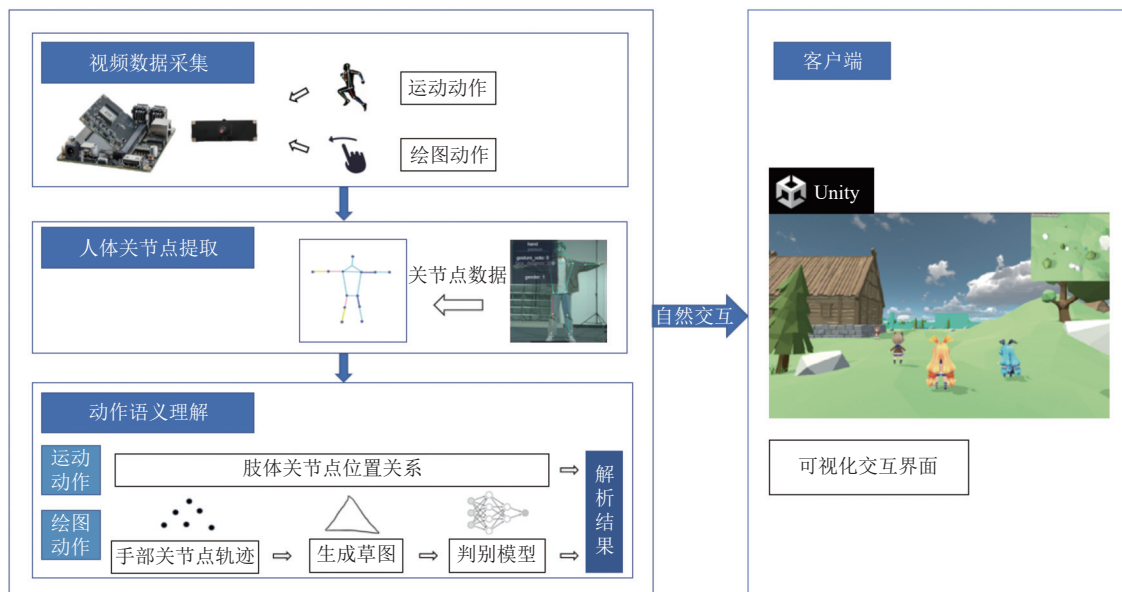 视频数据采集
运动动作
绘图动作
人体关节点提取
关节点数据
hand
gender: 1
动作语义理解
运动
动作
肢体关节点位置关系
绘图
动作
手部关节点轨迹
生成草图
判别模型
解析结果
自然交互
客户端
Unity
可视化交互界面